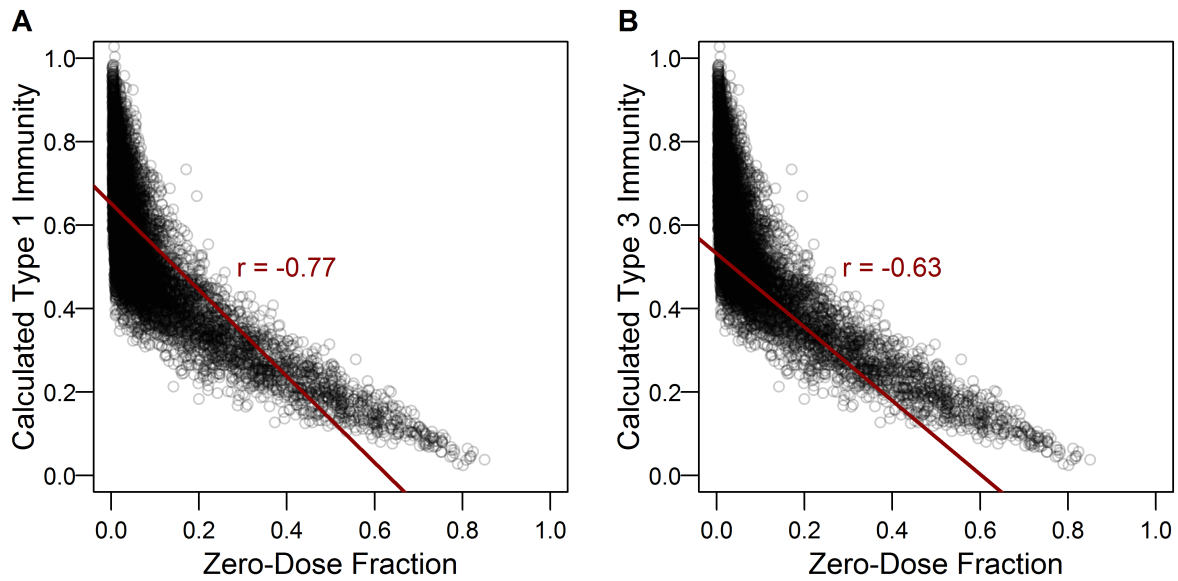 A
Calculated Type 1 Immunity
1.0
0.8
0.6
0.4
0.2
0.0
r = -0.77
0.0 0.2 0.4 0.6 0.8 1.0
Zero-Dose Fraction
B
Calculated Type 3 Immunity
1.0
0.8
0.6
0.4
0.2
0.0
r = -0.63
0.0 0.2 0.4 0.6 0.8 1.0
Zero-Dose Fraction